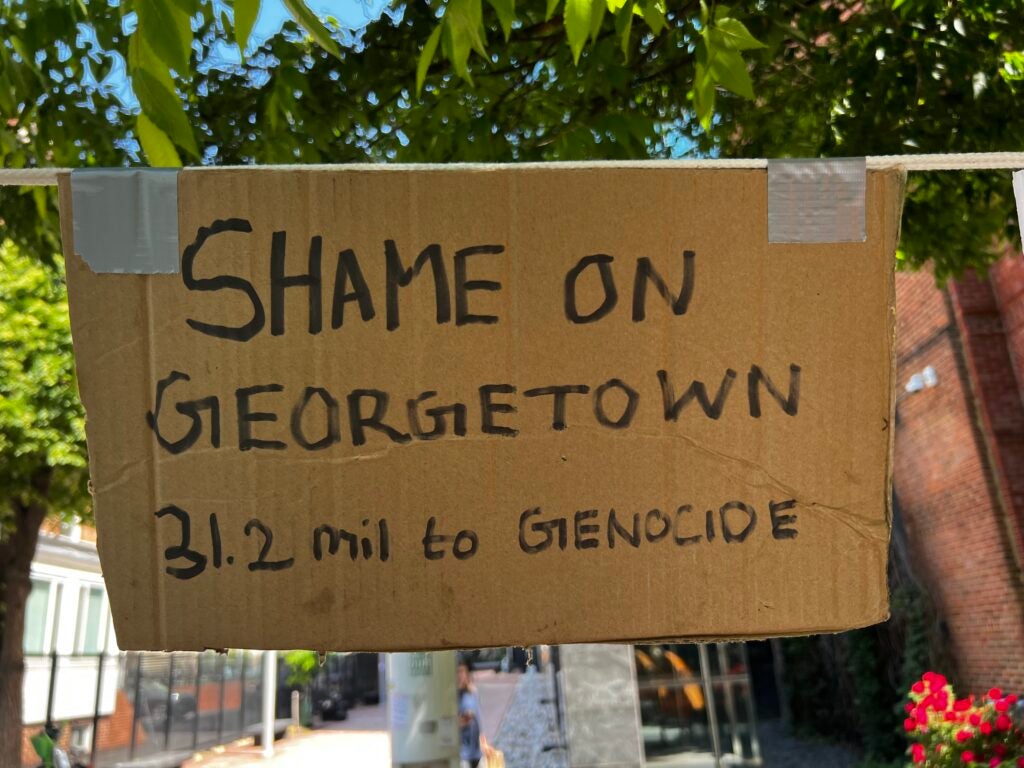 SHAME ON
GEORGETOWN
31.2 mil to GENOCIDE